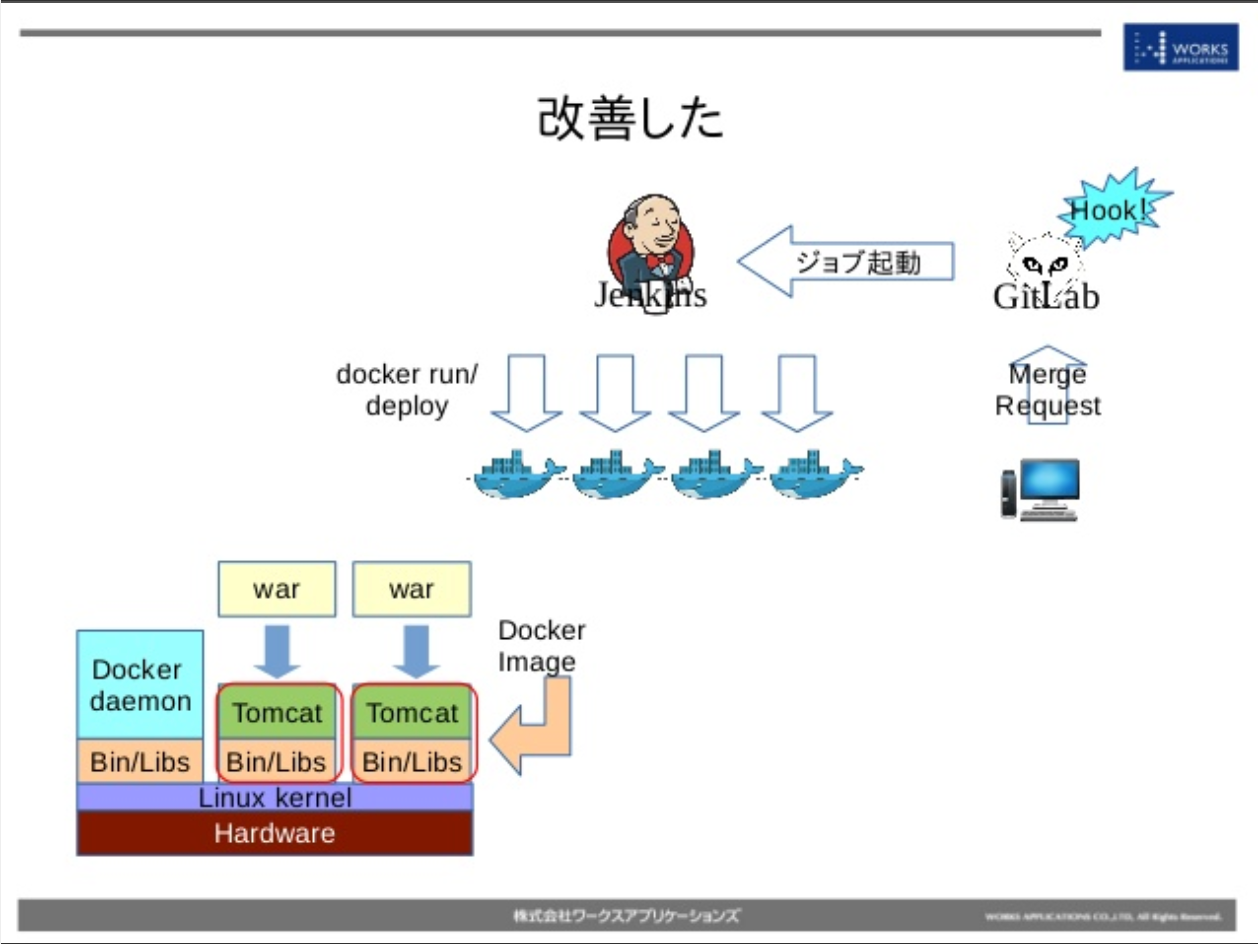 WORKS
APPLICATIONS
改善した
Hook!
ジョブ起動
Jenkins
GitLab
docker run/
deploy
Merge
Request
war
war
Docker
Image
Docker
daemon
Tomcat
Tomcat
Bin/Libs
Bin/Libs
Bin/Libs
Linux kernel
Hardware
株式会社ワークスアプリケーションズ
WORKS APPLICATIONS CO.,LTD, All Rights Reserved.